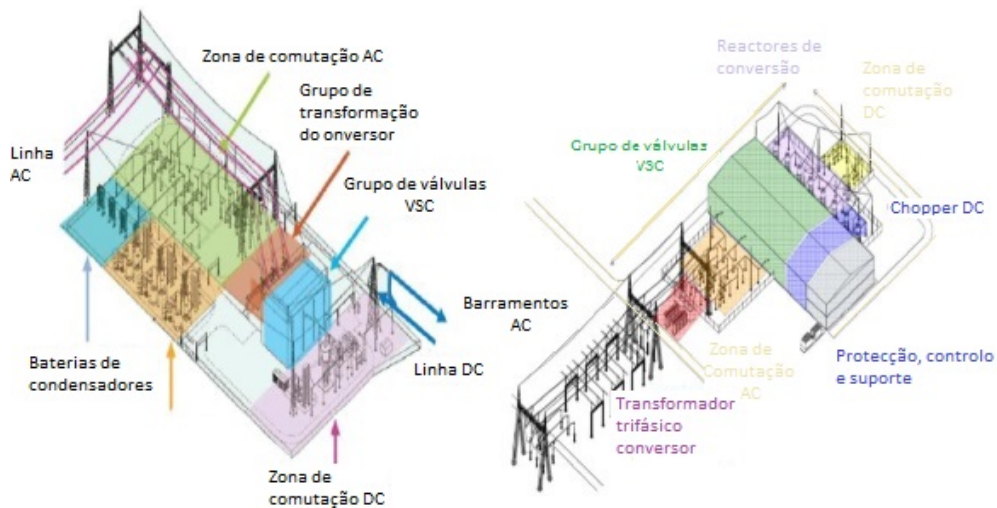 Zona de comutação AC
Grupo de
transformação
do onversor
Linha
AC
Grupo de válvulas
VSC
Baterias de
condensadores
Linha DC
Zona de
comutação DC
Reactores de
conversão
Zona de
comutação
DC
Grupo de válvulas
VSC
Chopper DC
Barramentos
AC
Zona de
Comutação
AC
Protecção, controlo
e suporte
Transformador
trifásico
conversor